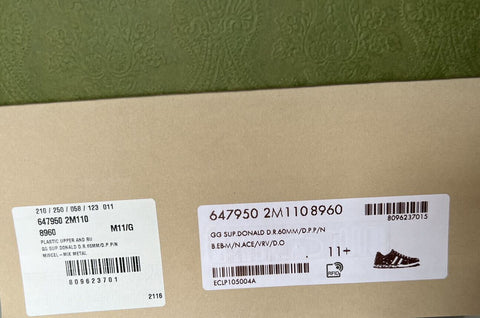 210 / 250 / 058 / 123 011
647950 2M110
8960 M11/G
PLASTIC UPPER AND RU
GG SUP.DONALD D.R.60MM/D.P.P/N
MISCEL-MIX METAL
809623701
2116
647950 2M110 8960
8096237015
GG SUP.DONALD D.R.60MM/D.P.P/N
B.EB-M/N.ACE/VRV/D.O
11+
RFID
ECLP105004A